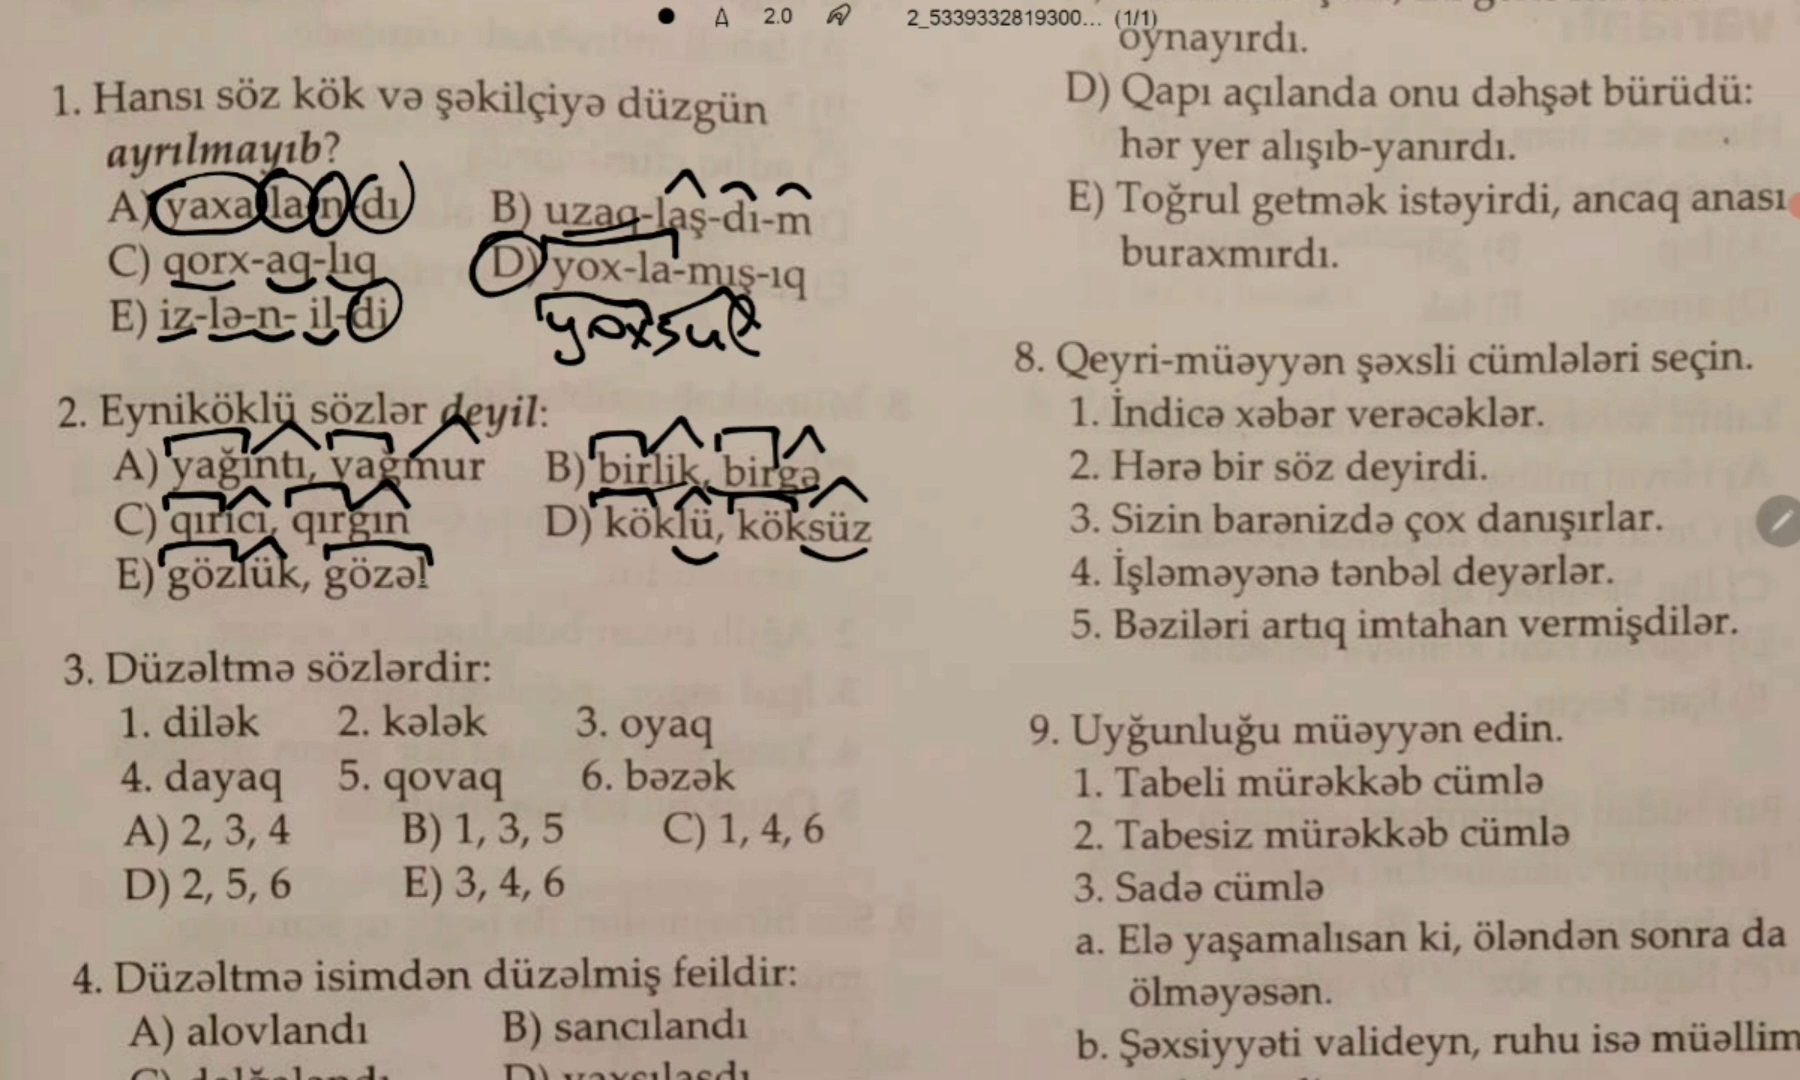 2.0 2_5339332819300... (1/1)
1. Hansı söz kök və şəkilçiyə düzgün
ayrılmayıb?
A) yaxa-la-n-dı B) uzaq-laş-dı-m
C) qorx-aq-lıq D) yox-la-mış-ıq
E) iz-lə-n- il-di
yoxsul
2. Eyniköklü sözlər deyil:
A) yağıntı, yağmur B) birlik, birgə
C) qırıcı, qırğın D) köklü, köksüz
E) gözlük, gözəl
3. Düzəltmə sözlərdir:
1. dilək 2. kələk 3. oyaq
4. dayaq 5. qovaq 6. bəzək
A) 2, 3, 4 B) 1, 3, 5 C) 1, 4, 6
D) 2, 5, 6 E) 3, 4, 6
4. Düzəltmə isimdən düzəlmiş feildir:
A) alovlandı B) sancılandı
oynayırdı.
D) Qapı açılanda onu dəhşət bürüdü:
hər yer alışıb-yanırdı.
E) Toğrul getmək istəyirdi, ancaq anası
buraxmırdı.
8. Qeyri-müəyyən şəxsli cümlələri seçin.
1. İndicə xəbər verəcəklər.
2. Hərə bir söz deyirdi.
3. Sizin barənizdə çox danışırlar.
4. İşləməyənə tənbəl deyərlər.
5. Bəziləri artıq imtahan vermişdilər.
9. Uyğunluğu müəyyən edin.
1. Tabeli mürəkkəb cümlə
2. Tabesiz mürəkkəb cümlə
3. Sadə cümlə
a. Elə yaşamalısan ki, öləndən sonra da
ölməyəsən.
b. Şəxsiyyəti valideyn, ruhu isə müəllim